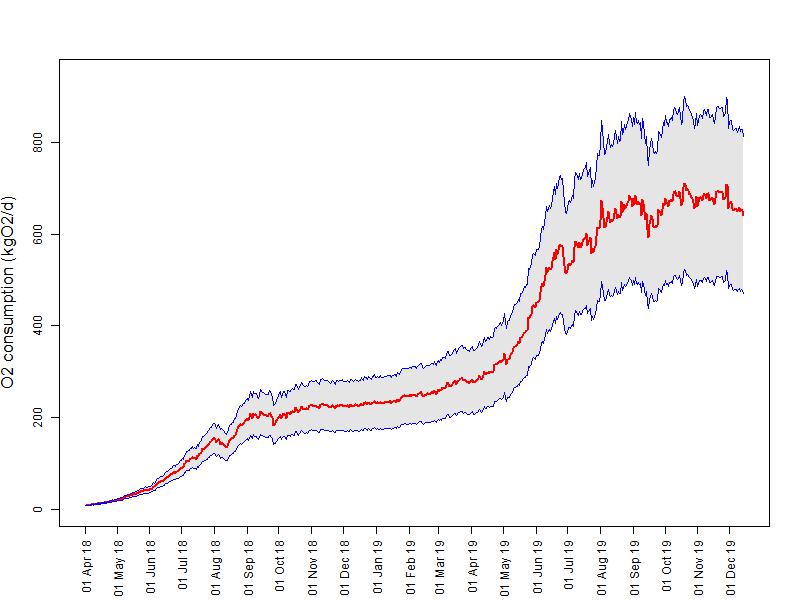 O2 consumption (kgO2/d)
800
600
400
200
0
01 Apr 18
01 May 18
01 Jun 18
01 Jul 18
01 Aug 18
01 Sep 18
01 Oct 18
01 Nov 18
01 Dec 18
01 Jan 19
01 Feb 19
01 Mar 19
01 Apr 19
01 May 19
01 Jun 19
01 Jul 19
01 Aug 19
01 Sep 19
01 Oct 19
01 Nov 19
01 Dec 19